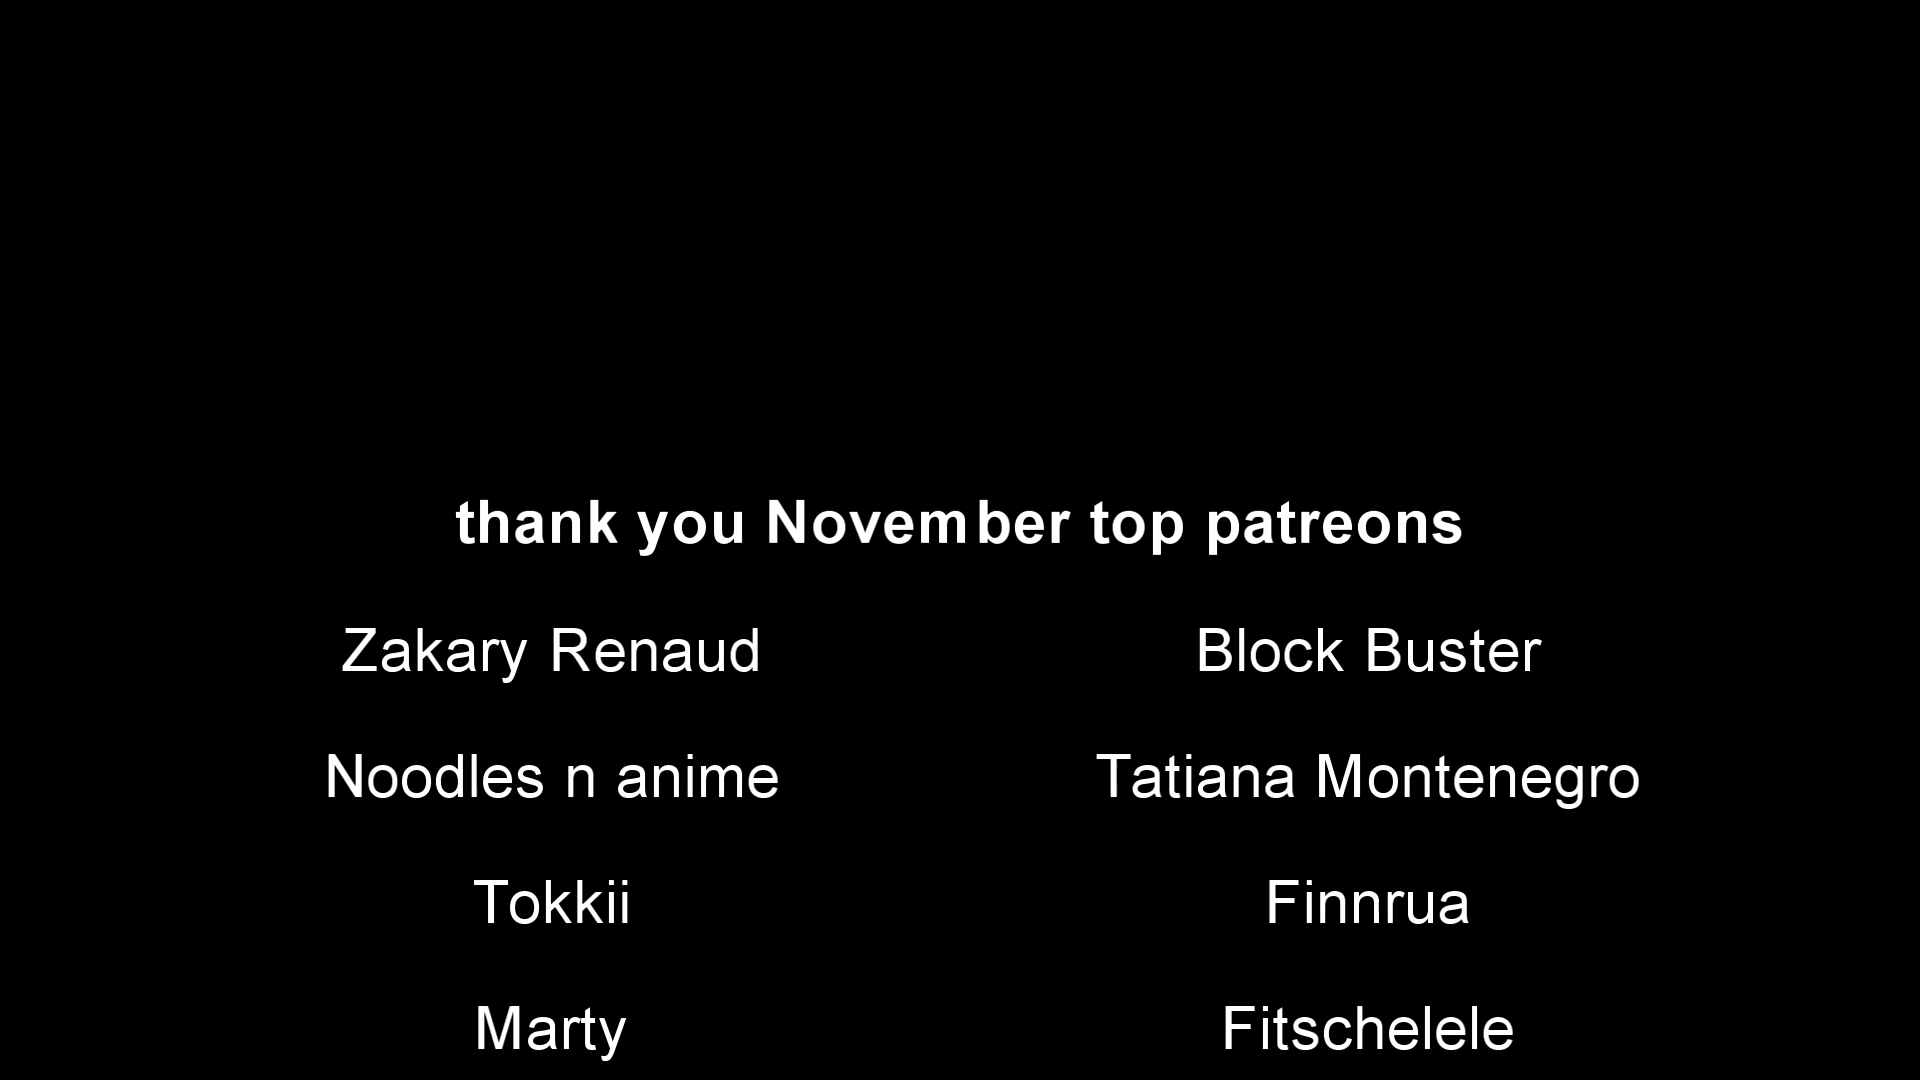 thank you November top patreons
Zakary Renaud Block Buster
Noodles n anime Tatiana Montenegro
Tokkii Finnrua
Marty Fitschelele